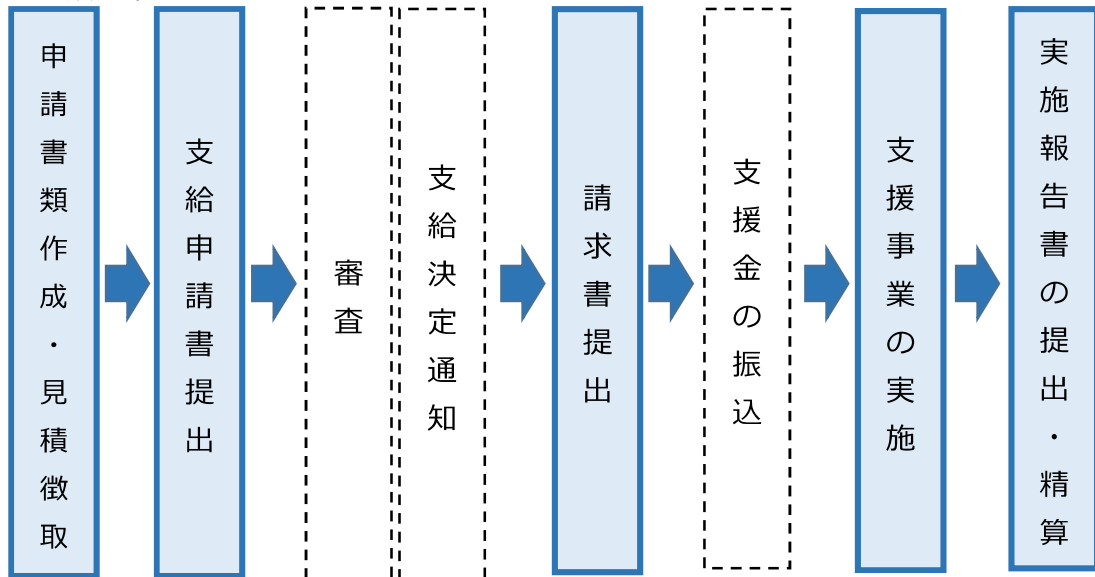 申請書類作成・見積徴取
支給申請書提出
審査
支給決定通知
請求書提出
支援金の振込
支援事業の実施
実施報告書の提出・精算